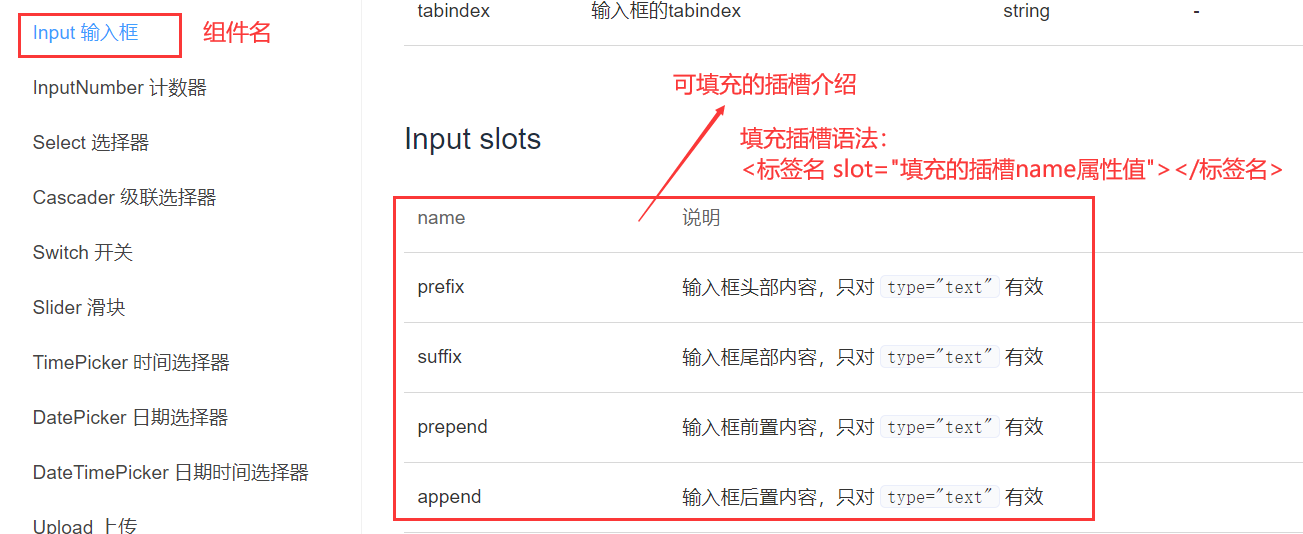 Input 输入框
组件名
InputNumber 计数器
Select 选择器
Cascader 级联选择器
Switch 开关
Slider 滑块
TimePicker 时间选择器
DatePicker 日期选择器
DateTimePicker 日期时间选择器
Upload 上传
tabindex 输入框的tabindex string -
可填充的插槽介绍
Input slots
填充插槽语法：
<标签名 slot="填充的插槽name属性值"></标签名>
name 说明
prefix 输入框头部内容，只对 type="text" 有效
suffix 输入框尾部内容，只对 type="text" 有效
prepend 输入框前置内容，只对 type="text" 有效
append 输入框后置内容，只对 type="text" 有效